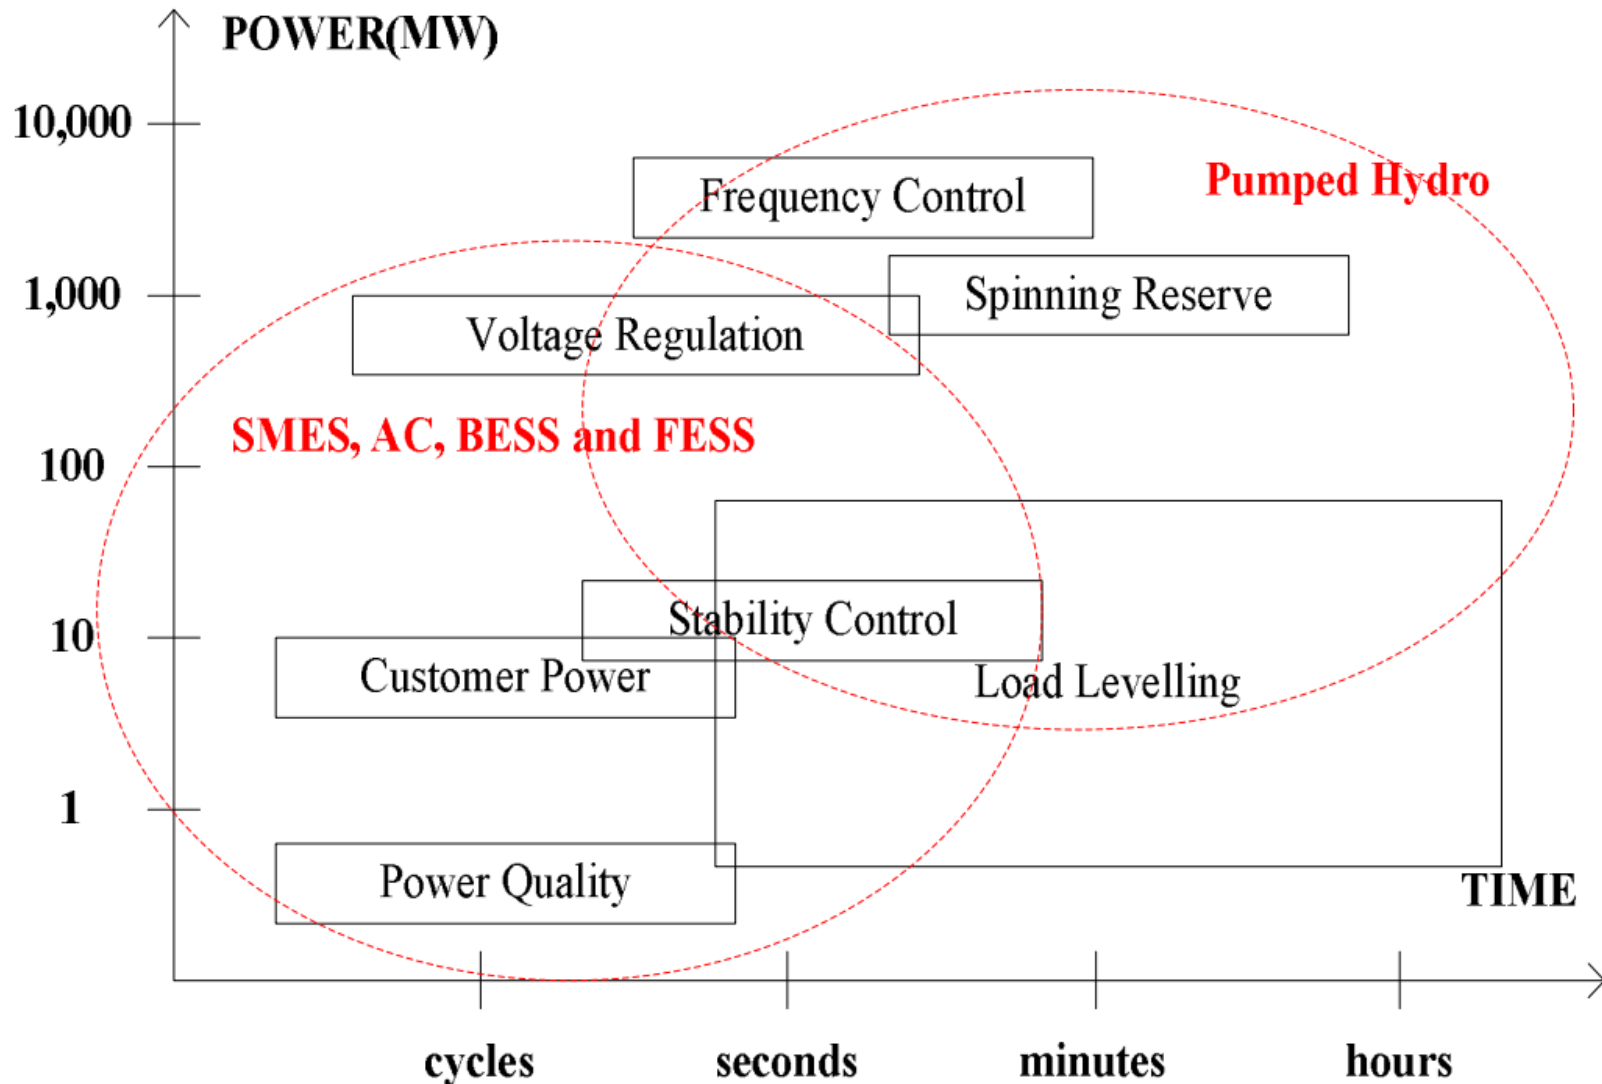 POWER(MW)
10,000
Frequency Control
Pumped Hydro
1,000
Spinning Reserve
Voltage Regulation
SMES, AC, BESS and FESS
100
Stability Control
10
Customer Power
Load Levelling
1
Power Quality
TIME
cycles
seconds
minutes
hours